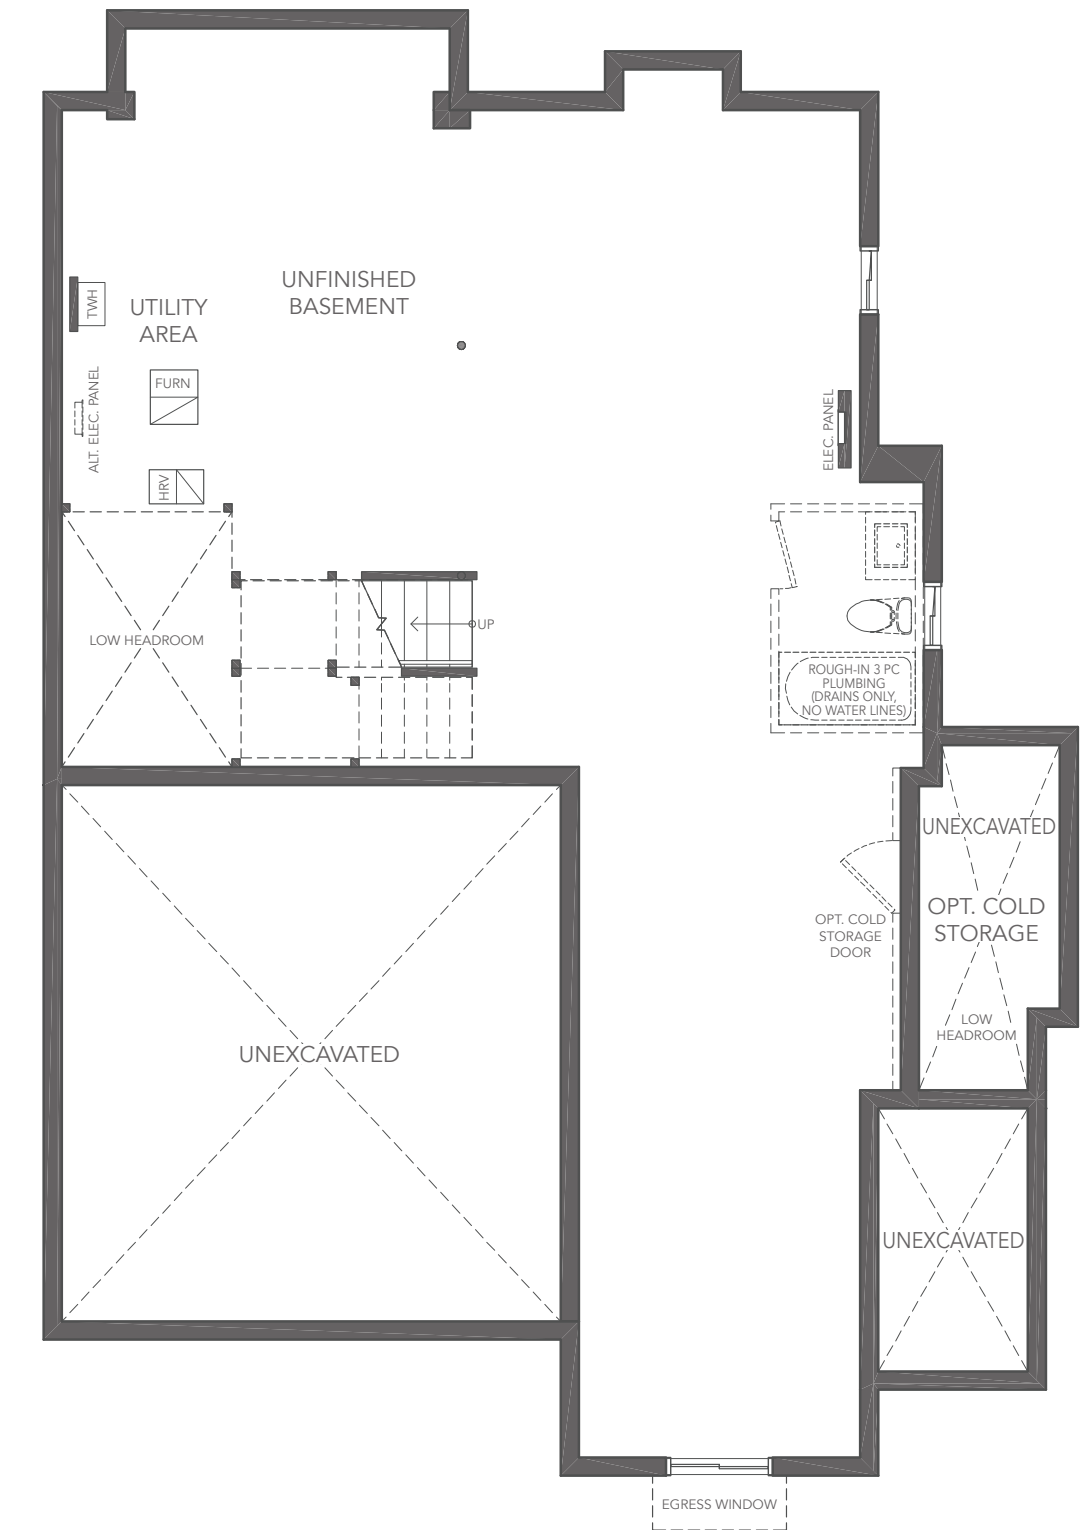 UNFINISHED
BASEMENT
TWH
UTILITY
AREA
ALT. ELEC. PANEL
FURN
HRV
ELEC. PANEL
LOW HEADROOM
UP
ROUGH-IN 3 PC
PLUMBING
(DRAINS ONLY,
NO WATER LINES)
UNEXCAVATED
OPT. COLD
STORAGE
OPT. COLD
STORAGE
DOOR
LOW
HEADROOM
UNEXCAVATED
UNEXCAVATED
EGRESS WINDOW